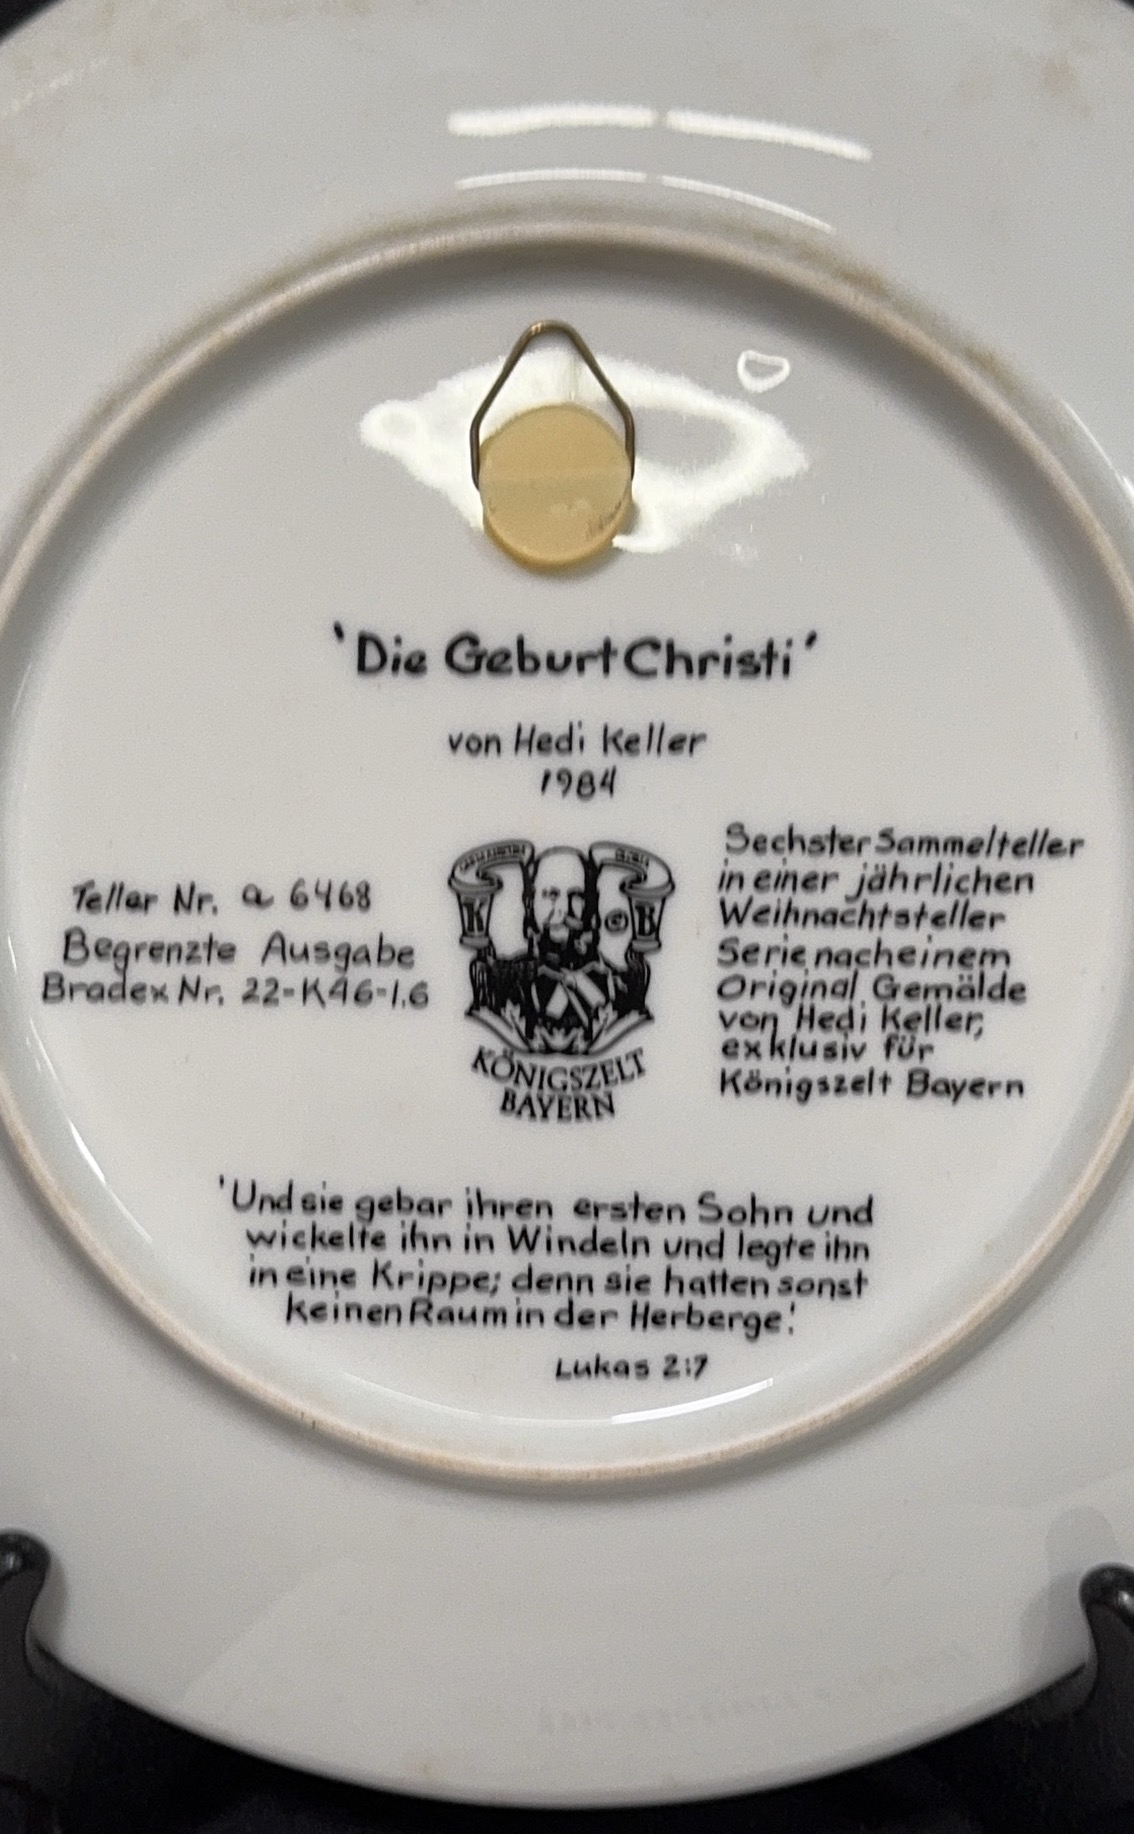 'Die Geburt Christi'
von Hedi Keller
1984
Teller Nr. a 6468
Begrenzte Ausgabe
Bradex Nr. 22-K46-1.6
K © B
KÖNIGSZELT
BAYERN
Sechster Sammelteller
in einer jährlichen
Weihnachtsteller
Serie nach einem
Original Gemälde
von Hedi Keller,
exklusiv für
Königszelt Bayern
'Und sie gebar ihren ersten Sohn und
wickelte ihn in Windeln und legte ihn
in eine Krippe; denn sie hatten sonst
keinen Raum in der Herberge.'
Lukas 2:7